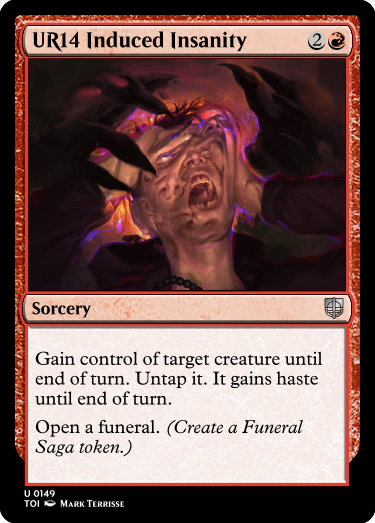 UR14 Induced Insanity 2
Sorcery
Gain control of target creature until
end of turn. Untap it. It gains haste
until end of turn.
Open a funeral. (Create a Funeral
Saga token.)
U 0149
TOI Mark Terrisse